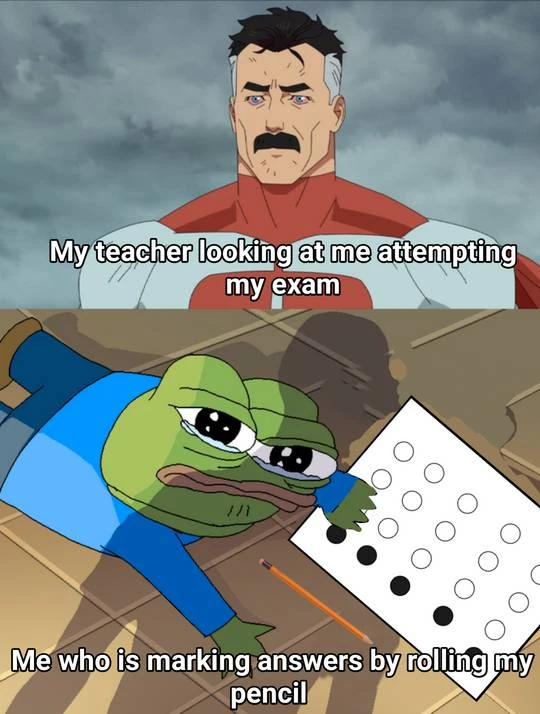 My teacher looking at me attempting
my exam
Me who is marking answers by rolling my
pencil